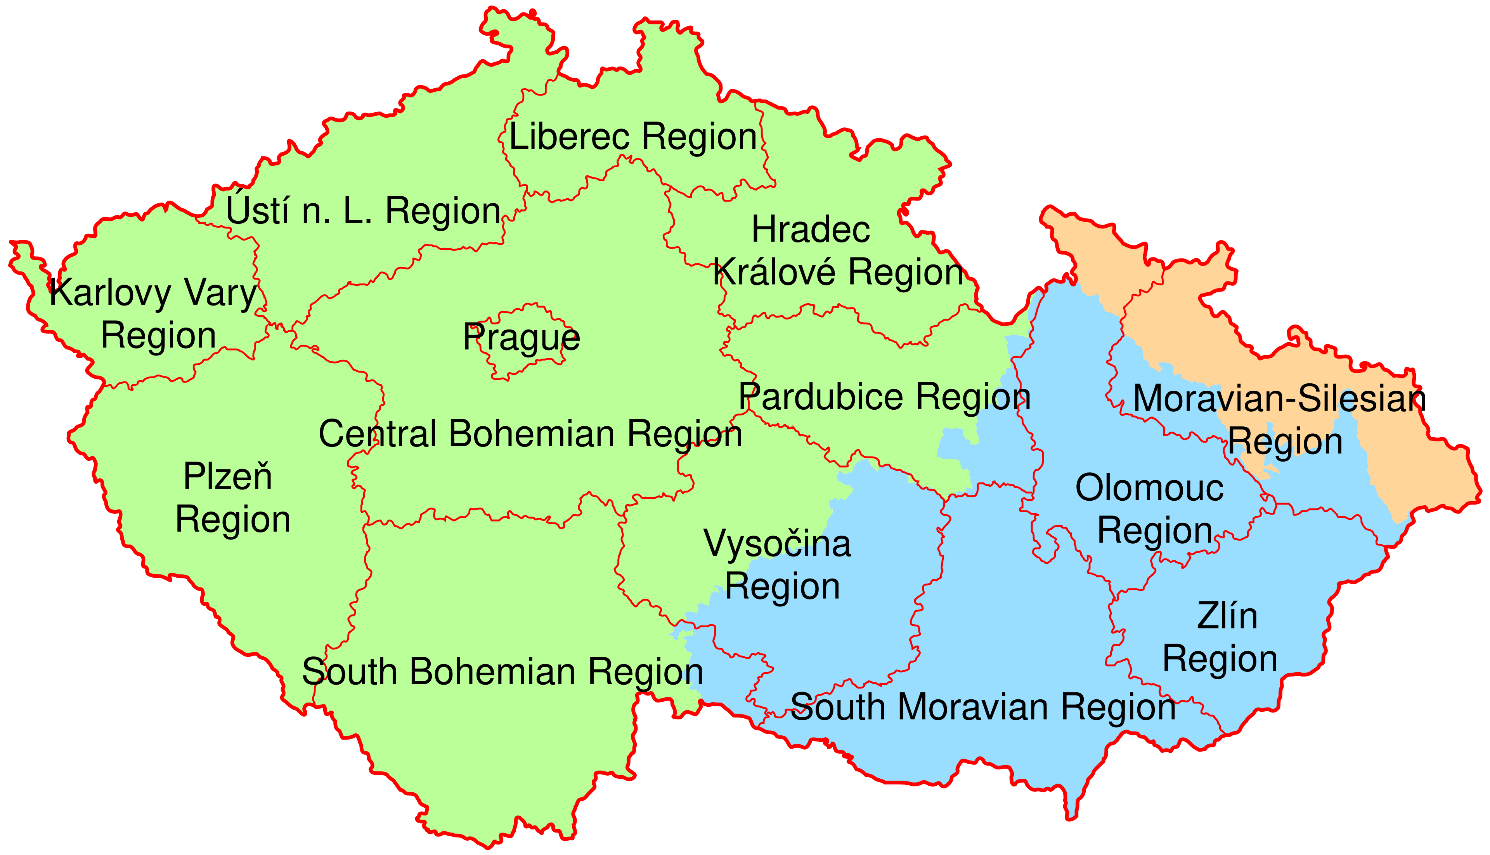 Liberec Region
Ústí n. L. Region
Hradec
Králové Region
Karlovy Vary
Region
Prague
Pardubice Region
Moravian-Silesian
Region
Central Bohemian Region
Plzeň
Region
Olomouc
Region
Vysočina
Region
Zlín
Region
South Bohemian Region
South Moravian Region